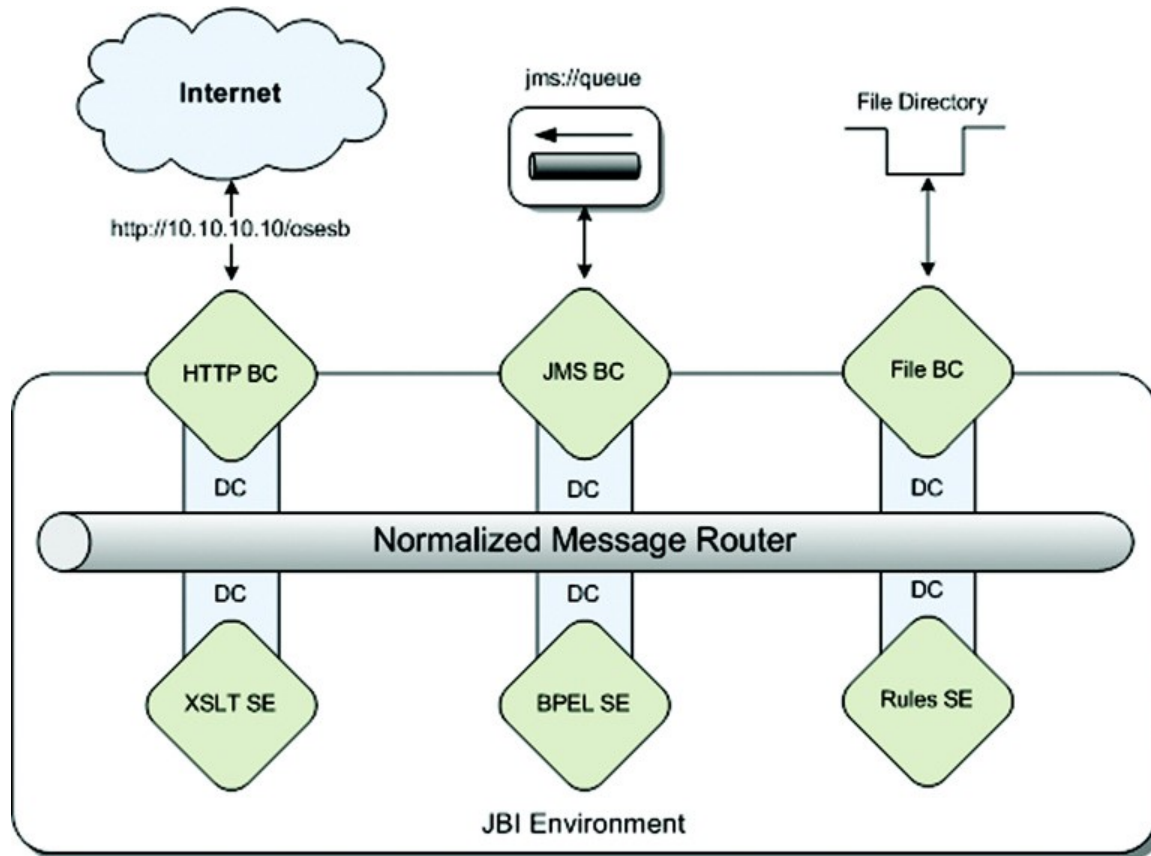 Internet
jms://queue
File Directory
http://10.10.10.10/osesb
HTTP BC
JMS BC
File BC
DC
DC
DC
Normalized Message Router
DC
DC
DC
XSLT SE
BPEL SE
Rules SE
JBI Environment